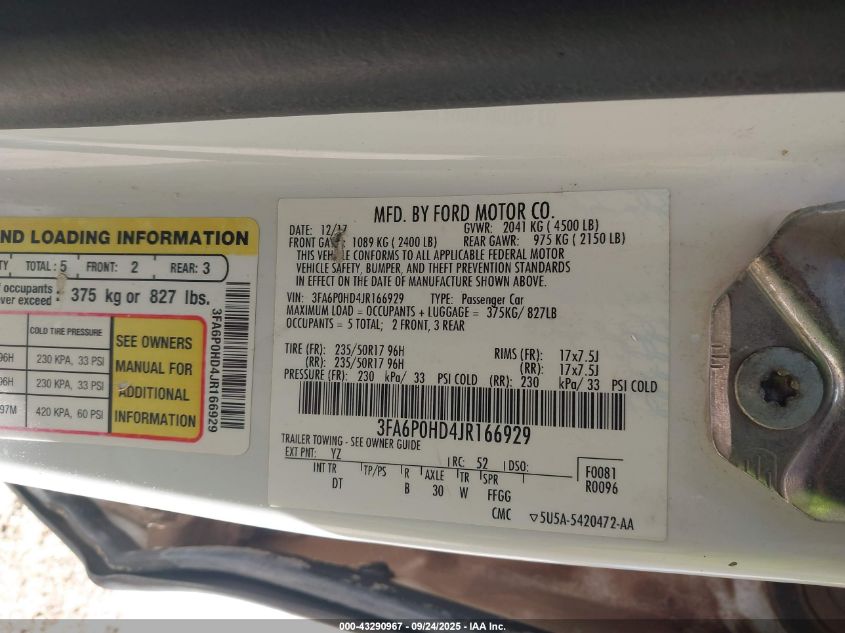 ND LOADING INFORMATION
TY TOTAL: 5 FRONT: 2 REAR: 3
of occupants
ver exceed : 375 kg or 827 lbs.
COLD TIRE PRESSURE
96H 230 KPA, 33 PSI
96H 230 KPA, 33 PSI
97M 420 KPA, 60 PSI
SEE OWNERS
MANUAL FOR
ADDITIONAL
INFORMATION
3FA6P0HD4JR166929
MFD. BY FORD MOTOR CO.
DATE: 12/17 GVWR: 2041 KG ( 4500 LB)
FRONT GAWR: 1089 KG ( 2400 LB) REAR GAWR: 975 KG ( 2150 LB)
THIS VEHICLE CONFORMS TO ALL APPLICABLE FEDERAL MOTOR
VEHICLE SAFETY, BUMPER, AND THEFT PREVENTION STANDARDS
IN EFFECT ON THE DATE OF MANUFACTURE SHOWN ABOVE.
VIN: 3FA6P0HD4JR166929 TYPE: Passenger Car
MAXIMUM LOAD = OCCUPANTS + LUGGAGE = 375KG/ 827LB
OCCUPANTS = 5 TOTAL; 2 FRONT, 3 REAR
TIRE (FR): 235/50R17 96H RIMS (FR): 17x7.5J
(RR): 235/50R17 96H (RR): 17x7.5J
PRESSURE (FR): 230 kPa/ 33 PSI COLD (RR): 230 kPa/ 33 PSI COLD
3FA6P0HD4JR166929
TRAILER TOWING - SEE OWNER GUIDE
EXT PNT: YZ RC: 52 DSO:
INT TR TP/PS R AXLE TR SPR
DT B 30 W FFGG
F0081
R0096
CMC 5U5A-5420472-AA
000-43290967 - 09/24/2025 - IAA Inc.